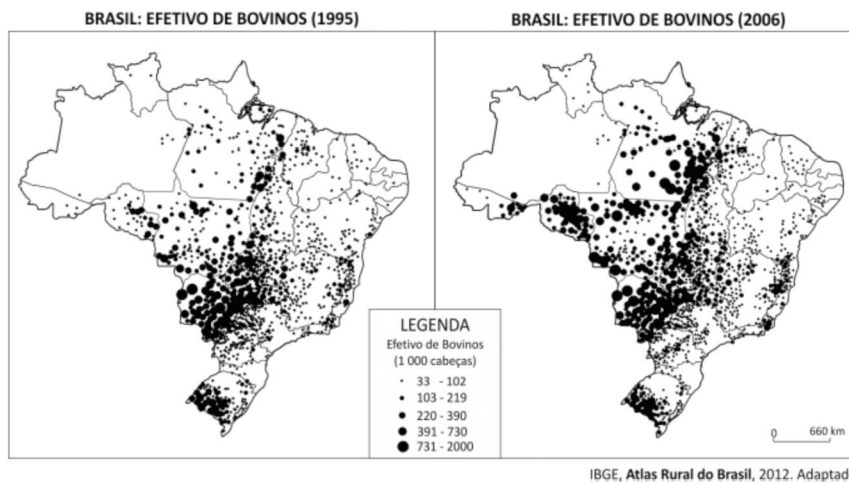 BRASIL: EFETIVO DE BOVINOS (1995)
BRASIL: EFETIVO DE BOVINOS (2006)
LEGENDA
Efetivo de Bovinos
(1 000 cabeças)
33 - 102
103 - 219
220 - 390
391 - 730
731 - 2000
0 660 km
IBGE, Atlas Rural do Brasil, 2012. Adaptad